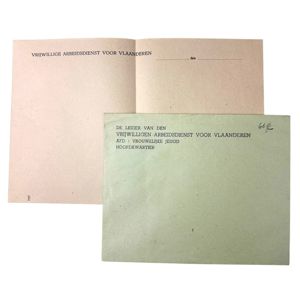 VRIJWILLIGE ARBEIDSDIENST VOOR VLAANDEREN
DE LEIDER VAN DEN
VRIJWILLIGEN ARBEIDSDIENST VOOR VLAANDEREN
AFD : VROUWELIJKE JEUGD
HOOFDKWARTIER